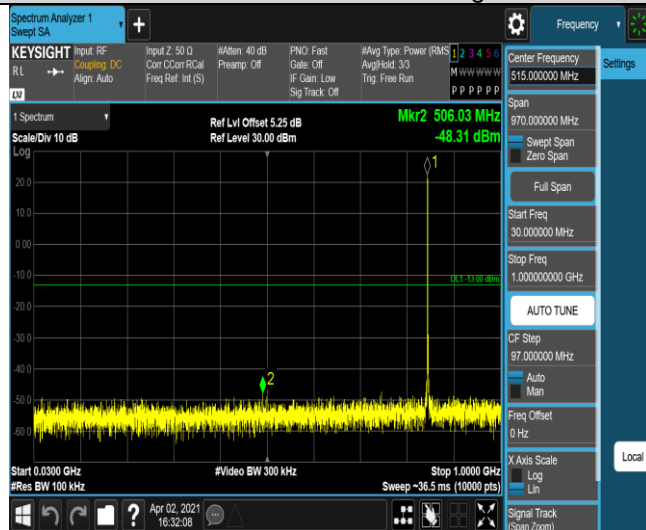 Spectrum Analyzer 1
Swept SA
Frequency
KEYSIGHT
RL
LXI
Input: RF
Coupling: DC
Align: Auto
Input Z: 50 Ω
Corr CCorr RCal
Freq Ref: Int (S)
#Atten: 40 dB
Preamp: Off
PNO: Fast
Gate: Off
IF Gain: Low
Sig Track: Off
#Avg Type: Power (RMS
Avg|Hold: 3/3
Trig: Free Run
1 2 3 4 5 6
M W W W W W
P P P P P P
1 Spectrum
Scale/Div 10 dB
Log
Ref Lvl Offset 5.25 dB
Ref Level 30.00 dBm
Mkr2 506.03 MHz
-48.31 dBm
1
20.0
10.0
0.00
-10.0
DL1 -13.00 dBm
-20.0
-30.0
-40.0
2
-50.0
-60.0
Start 0.0300 GHz
#Res BW 100 kHz
#Video BW 300 kHz
Stop 1.0000 GHz
Sweep ~36.5 ms (10000 pts)
Apr 02, 2021
16:32:08
Center Frequency
515.000000 MHz
Span
970.000000 MHz
Swept Span
Zero Span
Full Span
Start Freq
30.000000 MHz
Stop Freq
1.000000000 GHz
AUTO TUNE
CF Step
97.000000 MHz
Auto
Man
Freq Offset
0 Hz
X Axis Scale
Log
Lin
Signal Track
(Span Zoom)
Settings
Local